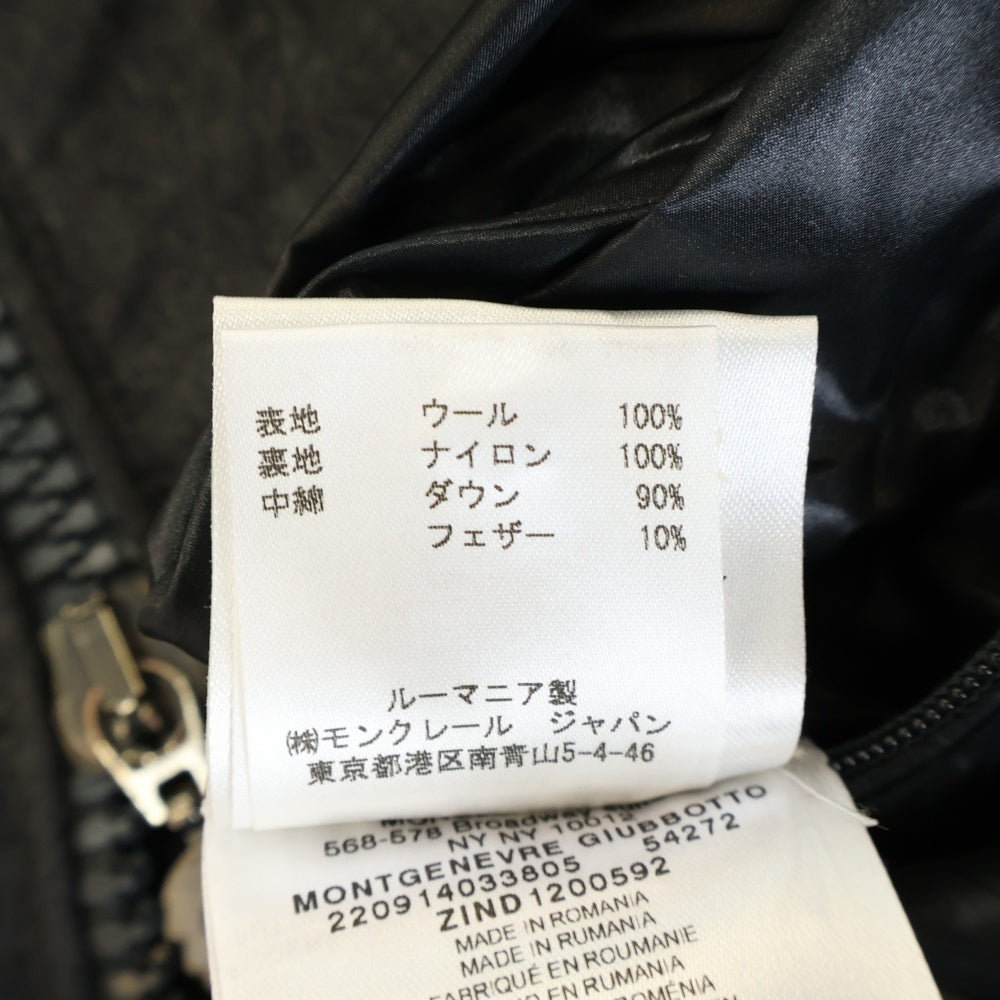 表地 ウール 100%
裏地 ナイロン 100%
中綿 ダウン 90%
フェザー 10%
ルーマニア製
㈱モンクレール ジャパン
東京都港区南青山5-4-46
568-578 Broadway
NY NY 10012
MONTGENEVRE GIUBBOTTO
220914033805 54272
ZIND1200592
MADE IN ROMANIA
MADE IN RUMANIA
FABRIQUÉ EN ROUMANIE
EN RUMANIA